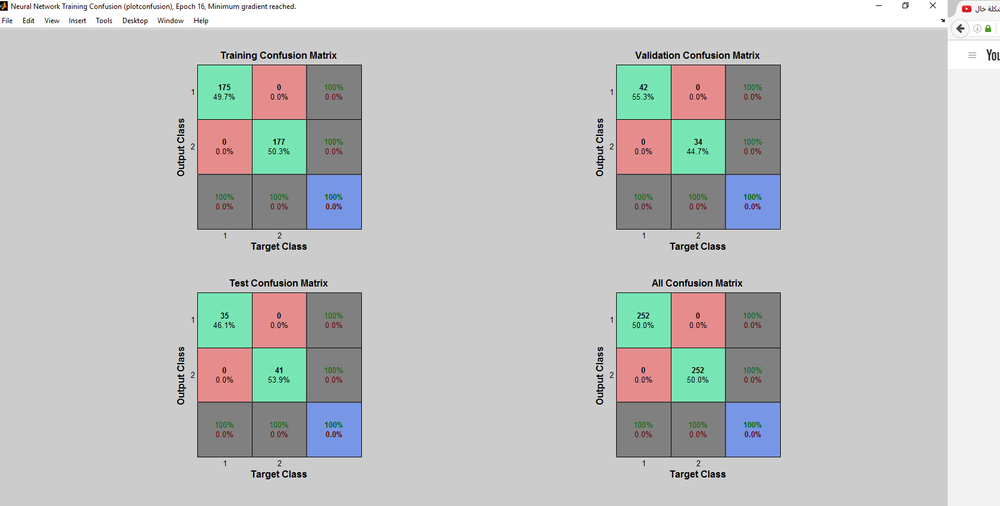 Neural Network Training Confusion (plotconfusion), Epoch 16, Minimum gradient reached.
File Edit View Insert Tools Desktop Window Help
Training Confusion Matrix
1 175 0 100%
49.7% 0.0% 0.0%
Output Class
2 0 177 100%
0.0% 50.3% 0.0%
100% 100% 100%
0.0% 0.0% 0.0%
1 2
Target Class
Validation Confusion Matrix
1 42 0 100%
55.3% 0.0% 0.0%
Output Class
2 0 34 100%
0.0% 44.7% 0.0%
100% 100% 100%
0.0% 0.0% 0.0%
1 2
Target Class
Test Confusion Matrix
1 35 0 100%
46.1% 0.0% 0.0%
Output Class
2 0 41 100%
0.0% 53.9% 0.0%
100% 100% 100%
0.0% 0.0% 0.0%
1 2
Target Class
All Confusion Matrix
1 252 0 100%
50.0% 0.0% 0.0%
Output Class
2 0 252 100%
0.0% 50.0% 0.0%
100% 100% 100%
0.0% 0.0% 0.0%
1 2
Target Class
خال
You